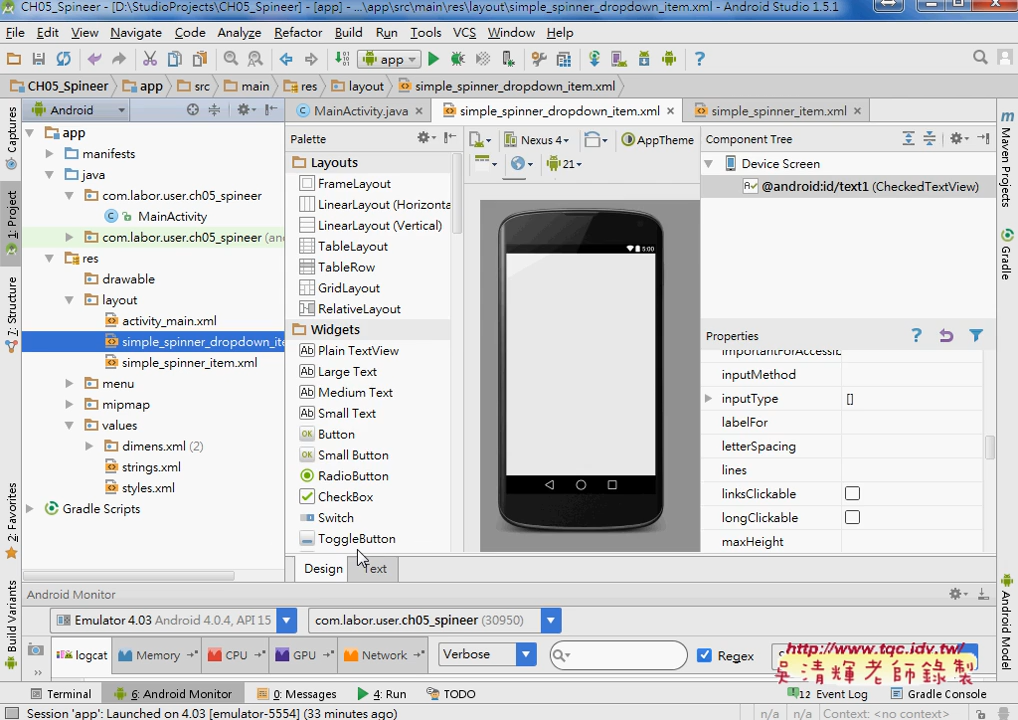 CH05_Spineer - [D:\StudioProjects\CH05_Spineer] - [app] - ...\app\src\main\res\layout\simple_spinner_dropdown_item.xml - Android Studio 1.5.1
File Edit View Navigate Code Analyze Refactor Build Run Tools VCS Window Help
app
CH05_Spineer app src main res layout simple_spinner_dropdown_item.xml
Android
MainActivity.java simple_spinner_dropdown_item.xml simple_spinner_item.xml
Captures
1: Project
7: Structure
2: Favorites
Build Variants
app
manifests
java
com.labor.user.ch05_spineer
MainActivity
com.labor.user.ch05_spineer (an
res
drawable
layout
activity_main.xml
simple_spinner_dropdown_ite
simple_spinner_item.xml
menu
mipmap
values
dimens.xml (2)
strings.xml
styles.xml
Gradle Scripts
Palette
Layouts
FrameLayout
LinearLayout (Horizonta
LinearLayout (Vertical)
TableLayout
TableRow
GridLayout
RelativeLayout
Widgets
Plain TextView
Large Text
Medium Text
Small Text
Button
Small Button
RadioButton
CheckBox
Switch
ToggleButton
Design Text
Nexus 4 AppTheme
21
5:00
Component Tree
Device Screen
@android:id/text1 (CheckedTextView)
Properties
importantForAccessib
inputMethod
inputType []
labelFor
letterSpacing
lines
linksClickable
longClickable
maxHeight
Maven Projects
Gradle
Android Model
Android Monitor
Emulator 4.03 Android 4.0.4, API 15 com.labor.user.ch05_spineer (30950)
logcat Memory CPU GPU Network Verbose Regex
http://www.tqc.idv.tw/
吳清輝老師錄製
Terminal 6: Android Monitor 0: Messages 4: Run TODO 12 Event Log Gradle Console
Session 'app': Launched on 4.03 [emulator-5554] (33 minutes ago) n/a n/a Context: <no context>